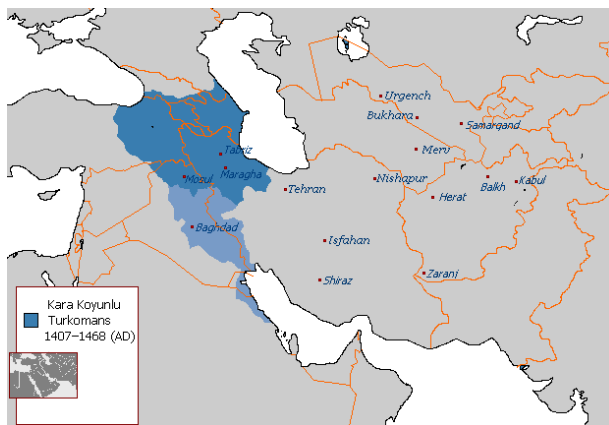 Urgench
Bukhara
Samargand
Tabriz
Merv
Maragha
Mosul
Nishapur
Balkh
Kabul
Tehran
Herat
Baghdad
Isfahan
Zaranj
Shiraz
Kara Koyunlu
Turkomans
1407–1468 (AD)